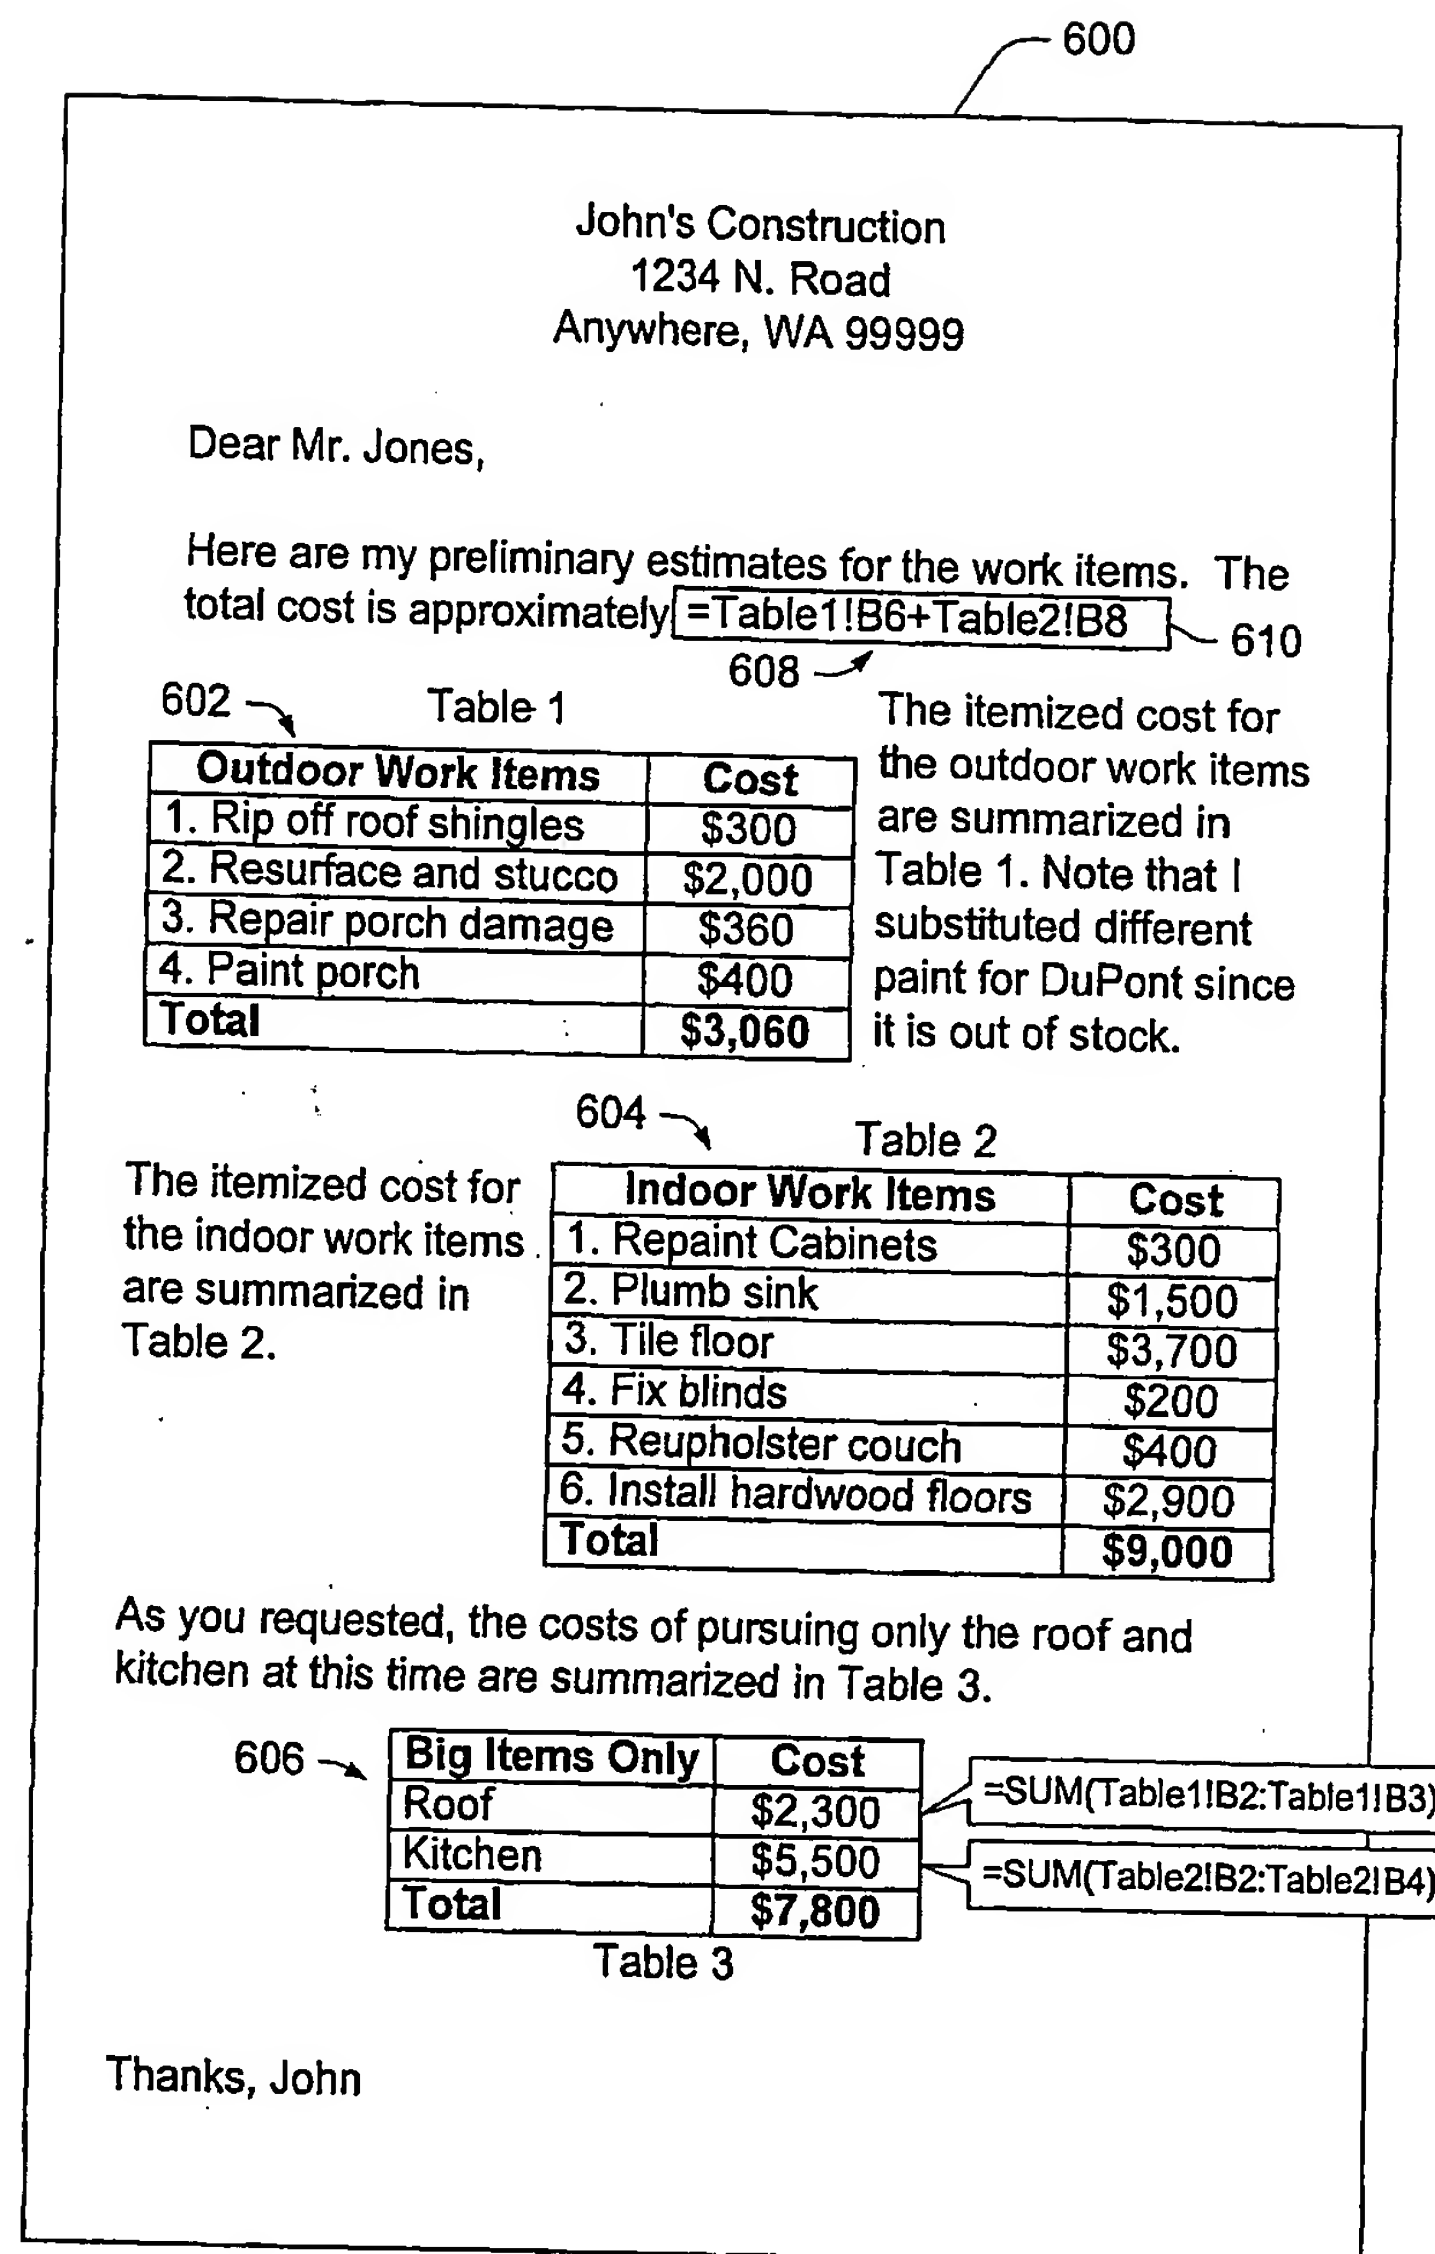 600
John's Construction
1234 N. Road
Anywhere, WA 99999
Dear Mr. Jones,
Here are my preliminary estimates for the work items. The
total cost is approximately =Table1!B6+Table2!B8
610
608
602
Table 1
Outdoor Work Items Cost
1. Rip off roof shingles $300
2. Resurface and stucco $2,000
3. Repair porch damage $360
4. Paint porch $400
Total $3,060
The itemized cost for
the outdoor work items
are summarized in
Table 1. Note that I
substituted different
paint for DuPont since
it is out of stock.
604
Table 2
The itemized cost for
the indoor work items
are summarized in
Table 2.
Indoor Work Items Cost
1. Repaint Cabinets $300
2. Plumb sink $1,500
3. Tile floor $3,700
4. Fix blinds $200
5. Reupholster couch $400
6. Install hardwood floors $2,900
Total $9,000
As you requested, the costs of pursuing only the roof and
kitchen at this time are summarized in Table 3.
606
Big Items Only Cost
Roof $2,300 =SUM(Table1!B2:Table1!B3)
Kitchen $5,500 =SUM(Table2!B2:Table2!B4)
Total $7,800
Table 3
Thanks, John